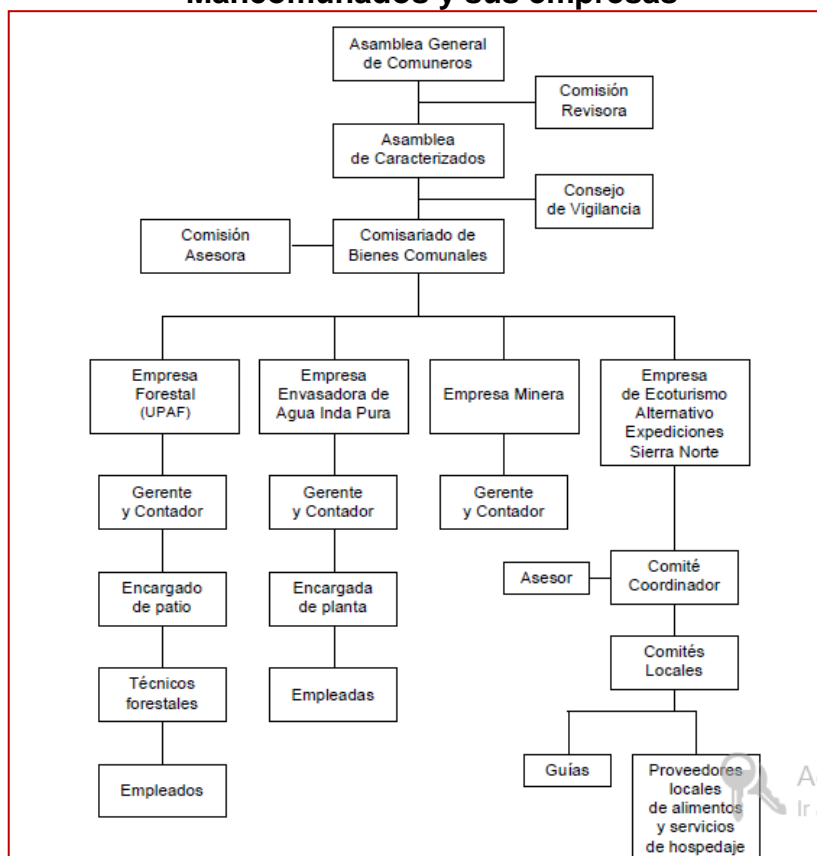 Mancomunados y sus empresas
Asamblea General
de Comuneros
Comisión
Revisora
Asamblea
de Caracterizados
Consejo
de Vigilancia
Comisión
Asesora
Comisariado de
Bienes Comunales
Empresa
Forestal
(UPAF)
Empresa
Envasadora de
Agua Inda Pura
Empresa Minera
Empresa
de Ecoturismo
Alternativo
Expediciones
Sierra Norte
Gerente
y Contador
Gerente
y Contador
Gerente
y Contador
Encargado
de patio
Encargada
de planta
Asesor
Comité
Coordinador
Técnicos
forestales
Empleadas
Comités
Locales
Empleados
Guías
Proveedores
locales
de alimentos
y servicios
de hospedaje
Ir